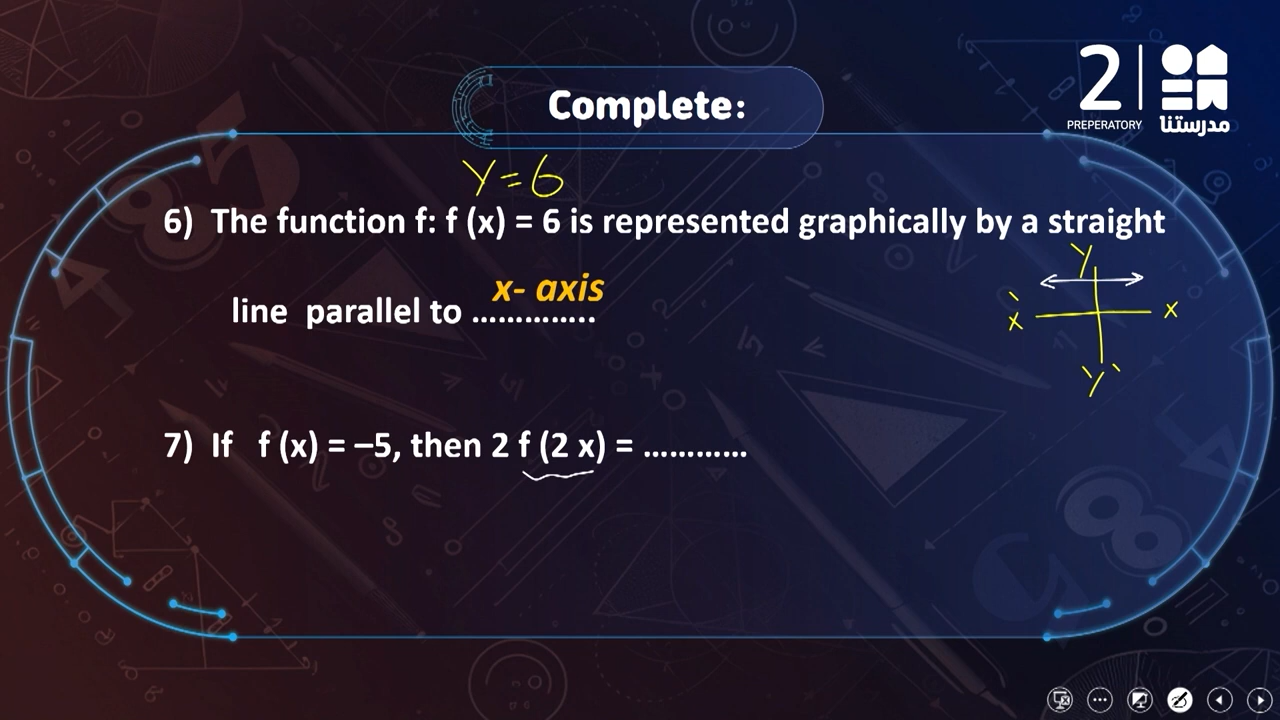 Complete:
2
PREPERATORY
مدرستنا
Y=6
6) The function f: f (x) = 6 is represented graphically by a straight
x- axis
line parallel to …………..
Y
x` x
Y`
7) If f (x) = –5, then 2 f (2 x) = …………